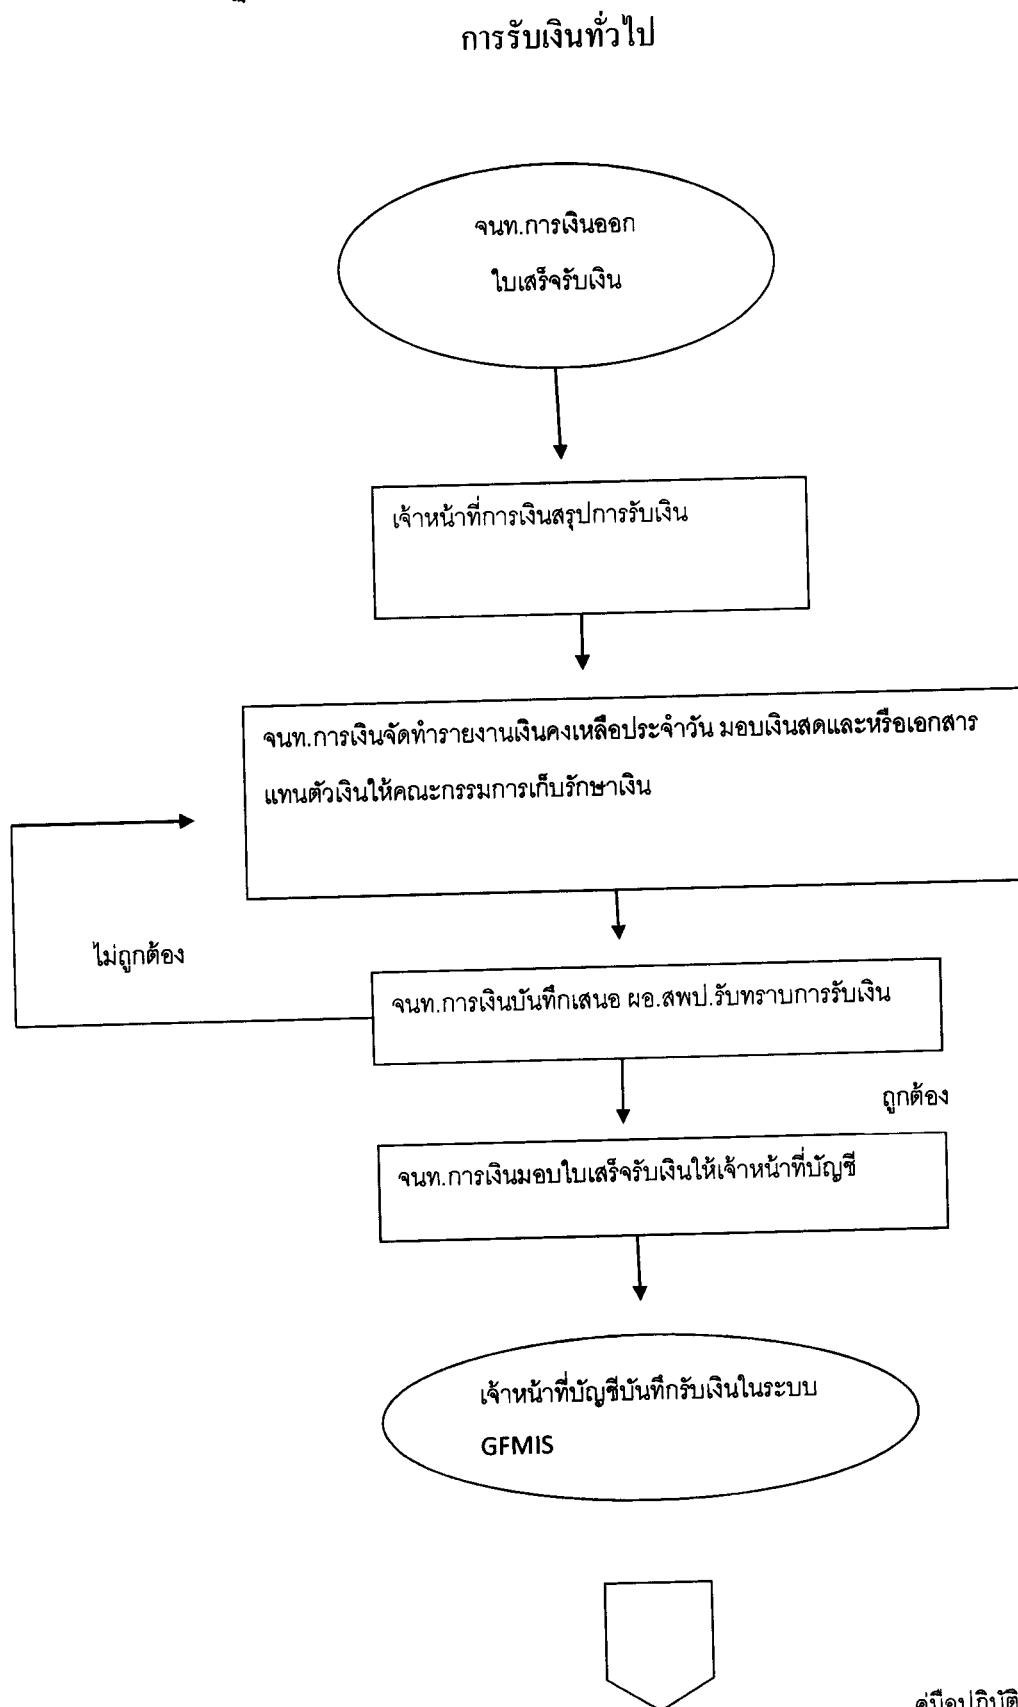 การรับเงินทั่วไป
จนท.การเงินออก
ใบเสร็จรับเงิน
เจ้าหน้าที่การเงินสรุปการรับเงิน
จนท.การเงินจัดทำรายงานเงินคงเหลือประจำวัน มอบเงินสดและหรือเอกสาร
แทนตัวเงินให้คณะกรรมการเก็บรักษาเงิน
ไม่ถูกต้อง
จนท.การเงินบันทึกเสนอ ผอ.สพป.รับทราบการรับเงิน
ถูกต้อง
จนท.การเงินมอบใบเสร็จรับเงินให้เจ้าหน้าที่บัญชี
เจ้าหน้าที่บัญชีบันทึกรับเงินในระบบ
GFMIS